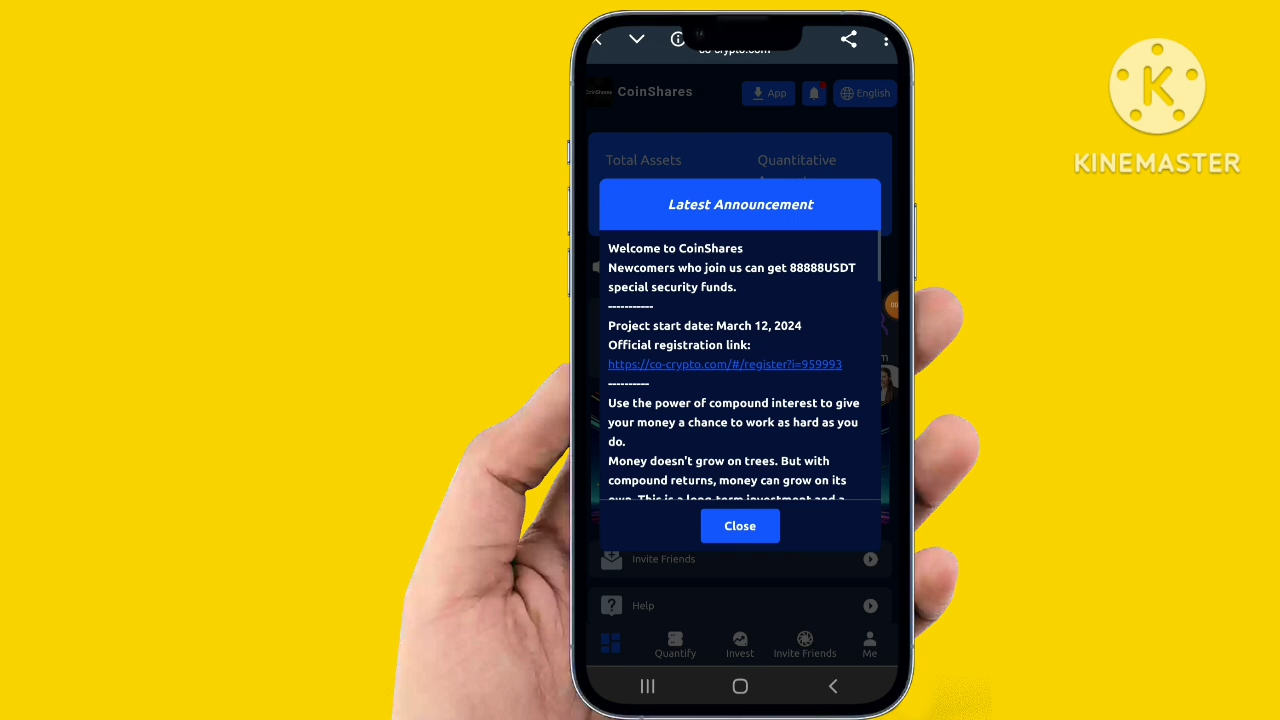 co-crypto.com
CoinShares
App
English
Total Assets
Quantitative
Latest Announcement
Welcome to CoinShares
Newcomers who join us can get 88888USDT
special security funds.
-----------
Project start date: March 12, 2024
Official registration link:
https://co-crypto.com/#/register?i=959993
----------
Use the power of compound interest to give
your money a chance to work as hard as you
do.
Money doesn't grow on trees. But with
compound returns, money can grow on its
own. This is a long-term investment and a
Close
Invite Friends
Help
Quantify
Invest
Invite Friends
Me
K
KINEMASTER